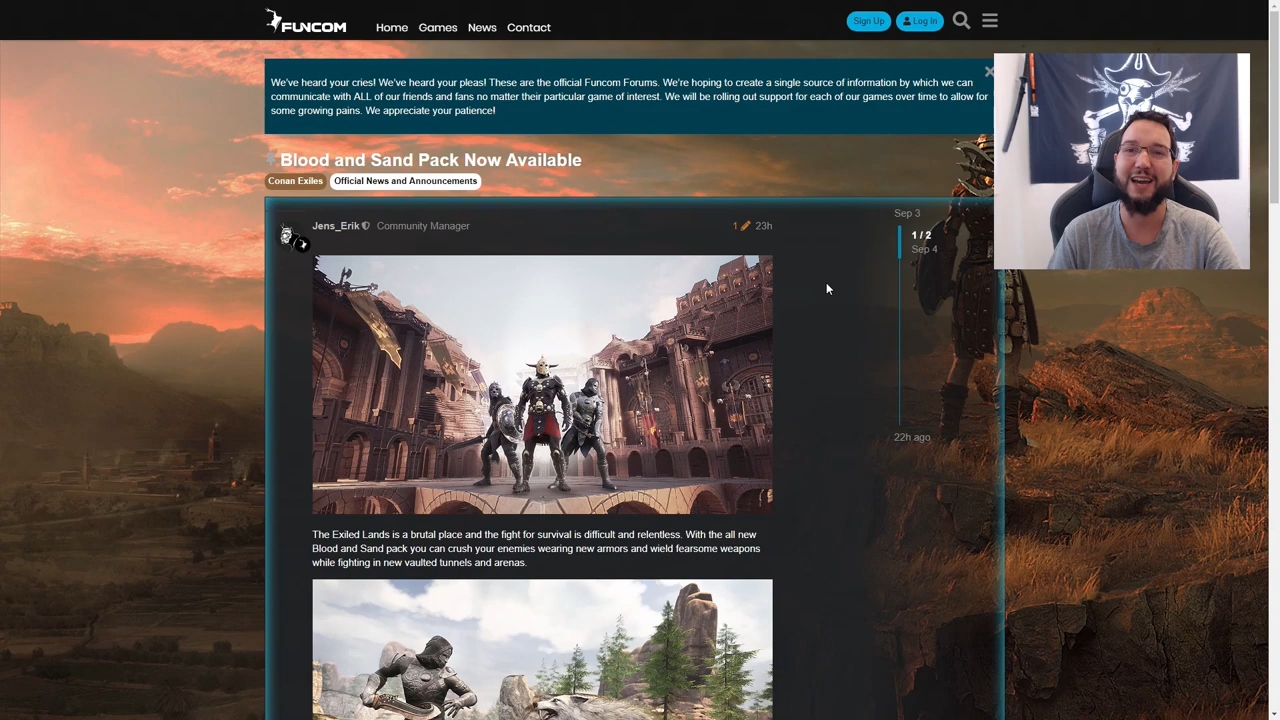 FUNCOM
Home Games News Contact
Sign Up Log In
We've heard your cries! We've heard your pleas! These are the official Funcom Forums. We're hoping to create a single source of information by which we can
communicate with ALL of our friends and fans no matter their particular game of interest. We will be rolling out support for each of our games over time to allow for
some growing pains. We appreciate your patience!
Blood and Sand Pack Now Available
Conan Exiles Official News and Announcements
Jens_Erik Community Manager 1 23h
Sep 3
1 / 2
Sep 4
22h ago
The Exiled Lands is a brutal place and the fight for survival is difficult and relentless. With the all new
Blood and Sand pack you can crush your enemies wearing new armors and wield fearsome weapons
while fighting in new vaulted tunnels and arenas.